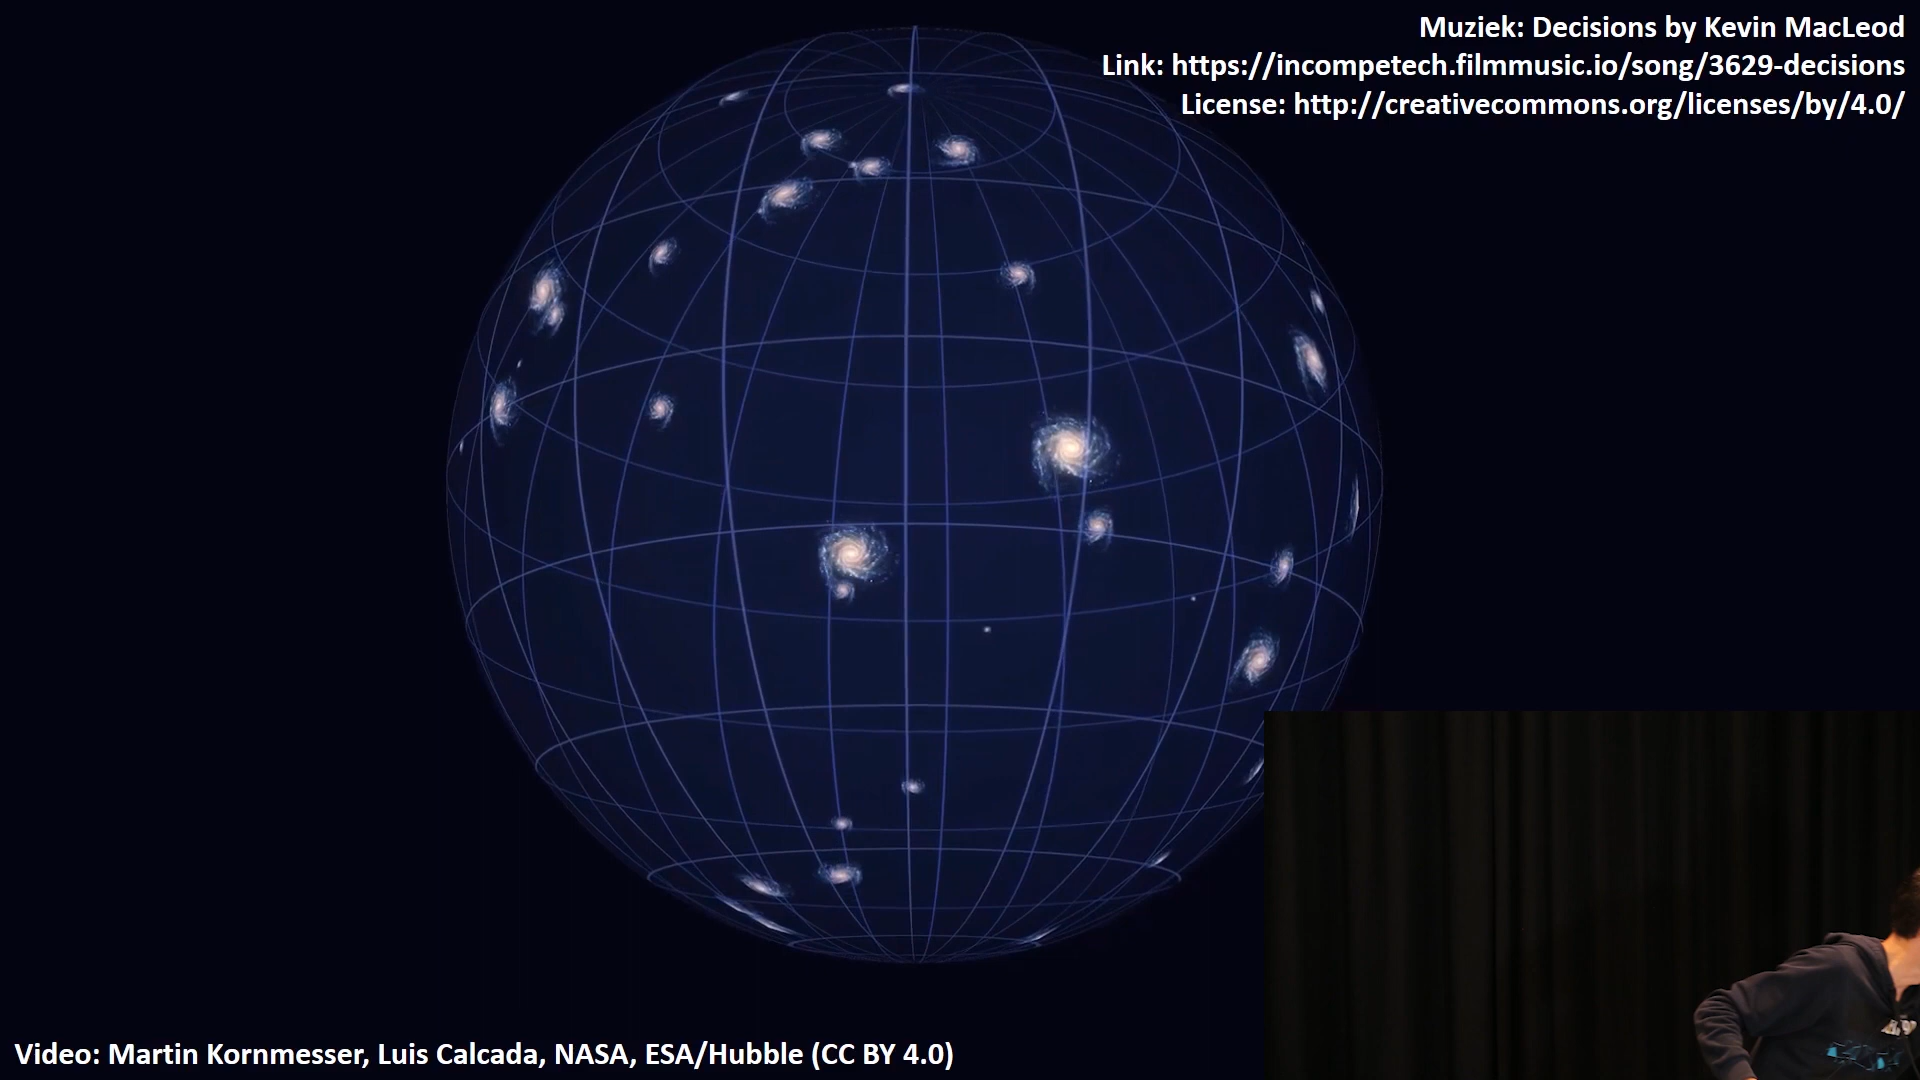 Muziek: Decisions by Kevin MacLeod
Link: https://incompetech.filmmusic.io/song/3629-decisions
License: http://creativecommons.org/licenses/by/4.0/
Video: Martin Kornmesser, Luis Calcada, NASA, ESA/Hubble (CC BY 4.0)